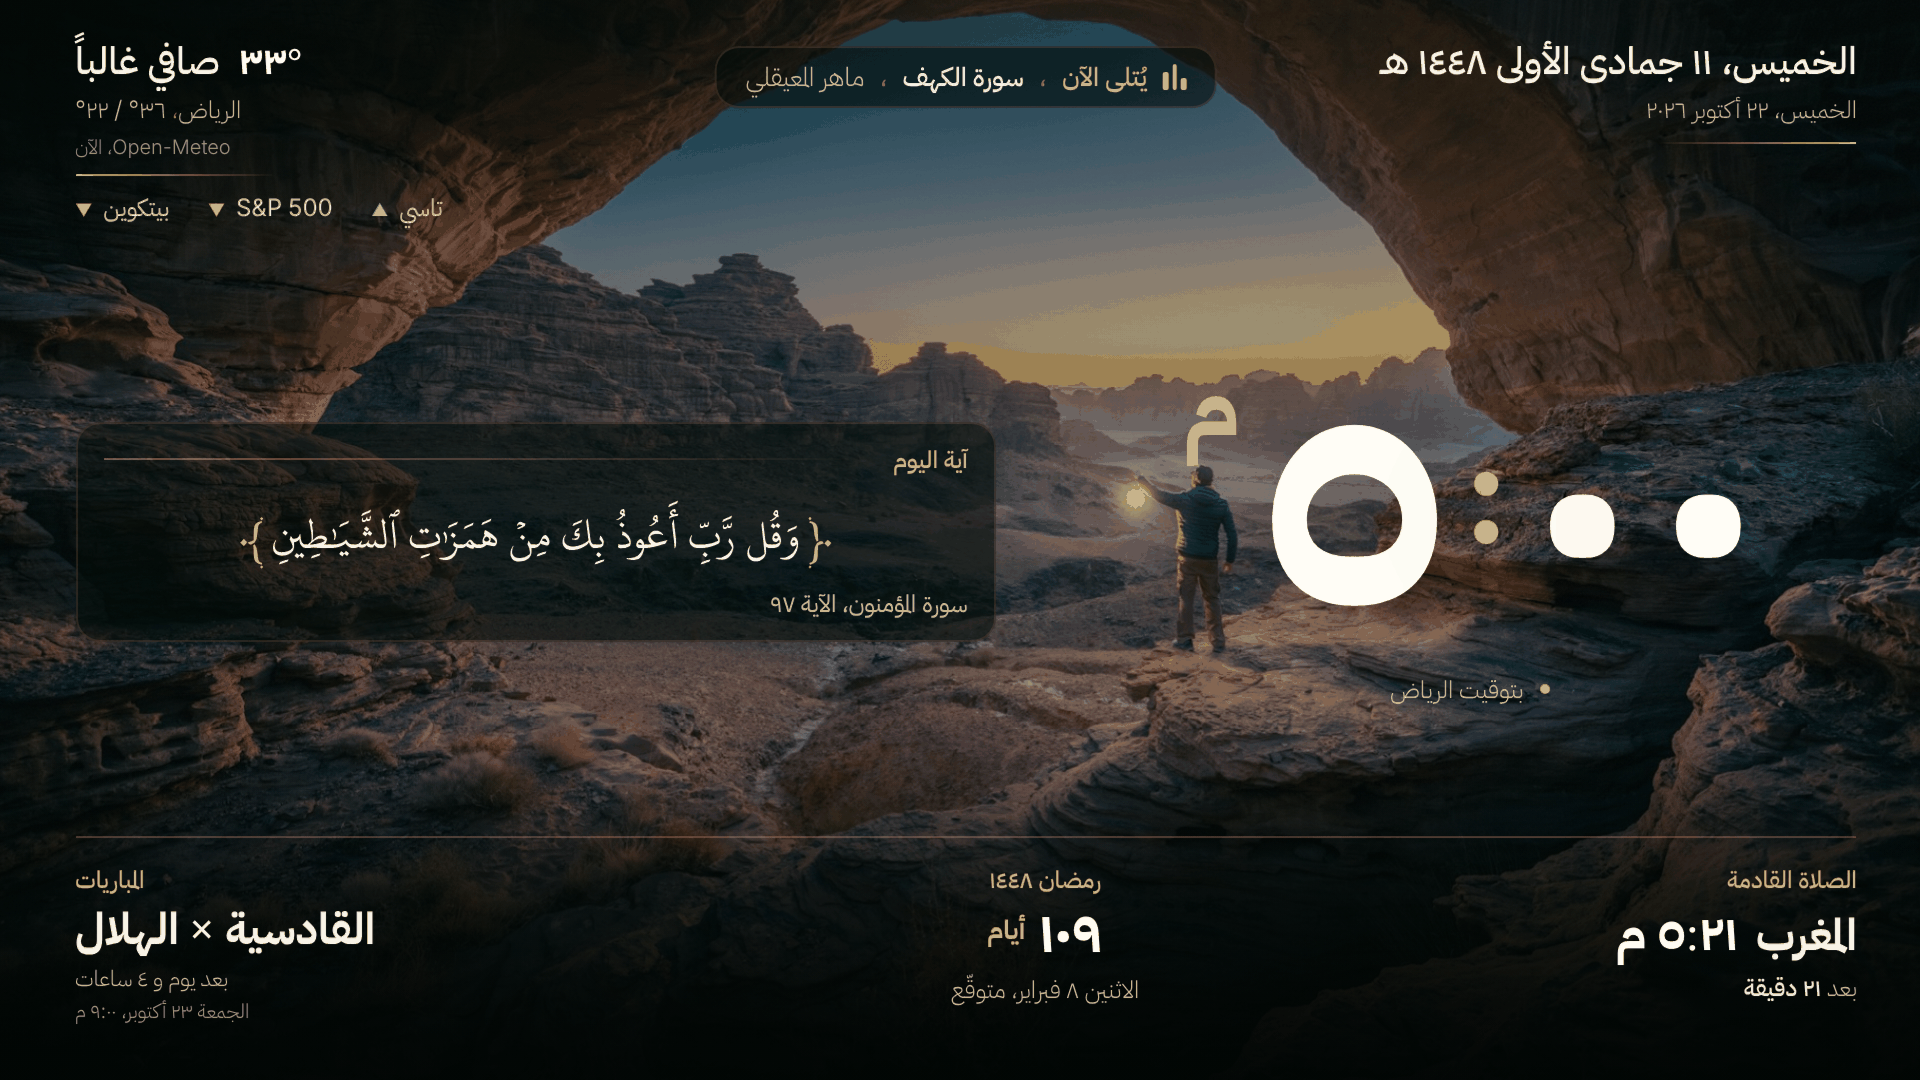 الخميس، ١١ جمادى الأولى ١٤٤٨ هـ
الخميس، ٢٢ أكتوبر ٢٠٢٦
يُتلى الآن ، سورة الكهف ، ماهر المعيقلي
٣٣° صافي غالباً
الرياض، ٣٦° / ٢٢°
Open-Meteo، الآن
تاسي ▲ S&P 500 ▼ بيتكوين ▼
٥:٠٠ م
بتوقيت الرياض
آية اليوم
﴿وَقُل رَّبِّ أَعُوذُ بِكَ مِنْ هَمَزَٰتِ ٱلشَّيَـٰطِينِ﴾
سورة المؤمنون، الآية ٩٧
الصلاة القادمة
المغرب ٥:٢١ م
بعد ٢١ دقيقة
رمضان ١٤٤٨
١٠٩ أيام
الاثنين ٨ فبراير، متوقّع
المباريات
القادسية × الهلال
بعد يوم و ٤ ساعات
الجمعة ٢٣ أكتوبر، ٩:٠٠ م